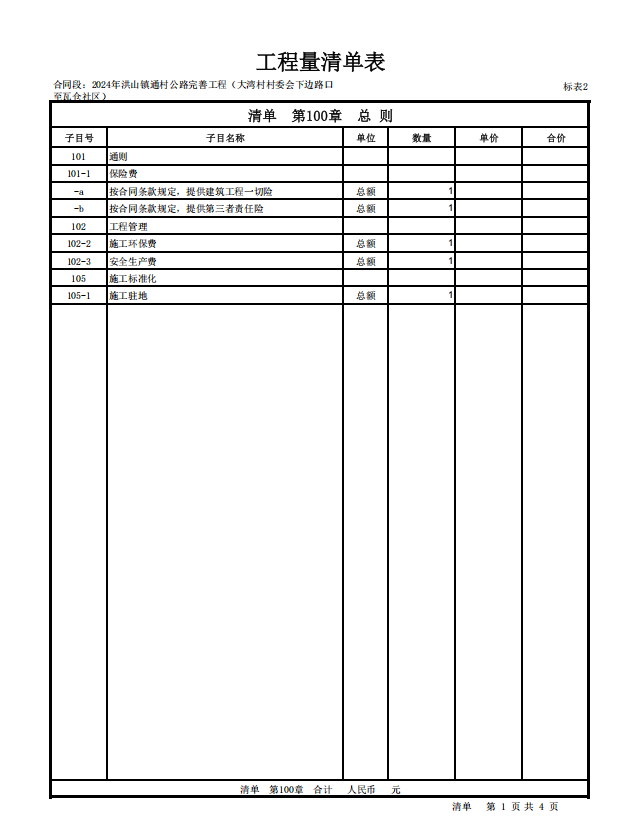 工程量清单表
合同段：2024年洪山镇通村公路完善工程（大湾村村委会下边路口
至瓦仓社区） 标表2
清单 第100章 总 则
子目号 子目名称 单位 数量 单价 合价
101 通则
101-1 保险费
-a 按合同条款规定，提供建筑工程一切险 总额 1
-b 按合同条款规定，提供第三者责任险 总额 1
102 工程管理
102-2 施工环保费 总额 1
102-3 安全生产费 总额 1
105 施工标准化
105-1 施工驻地 总额 1
清单 第100章 合计 人民币 元
清单 第 1 页 共 4 页